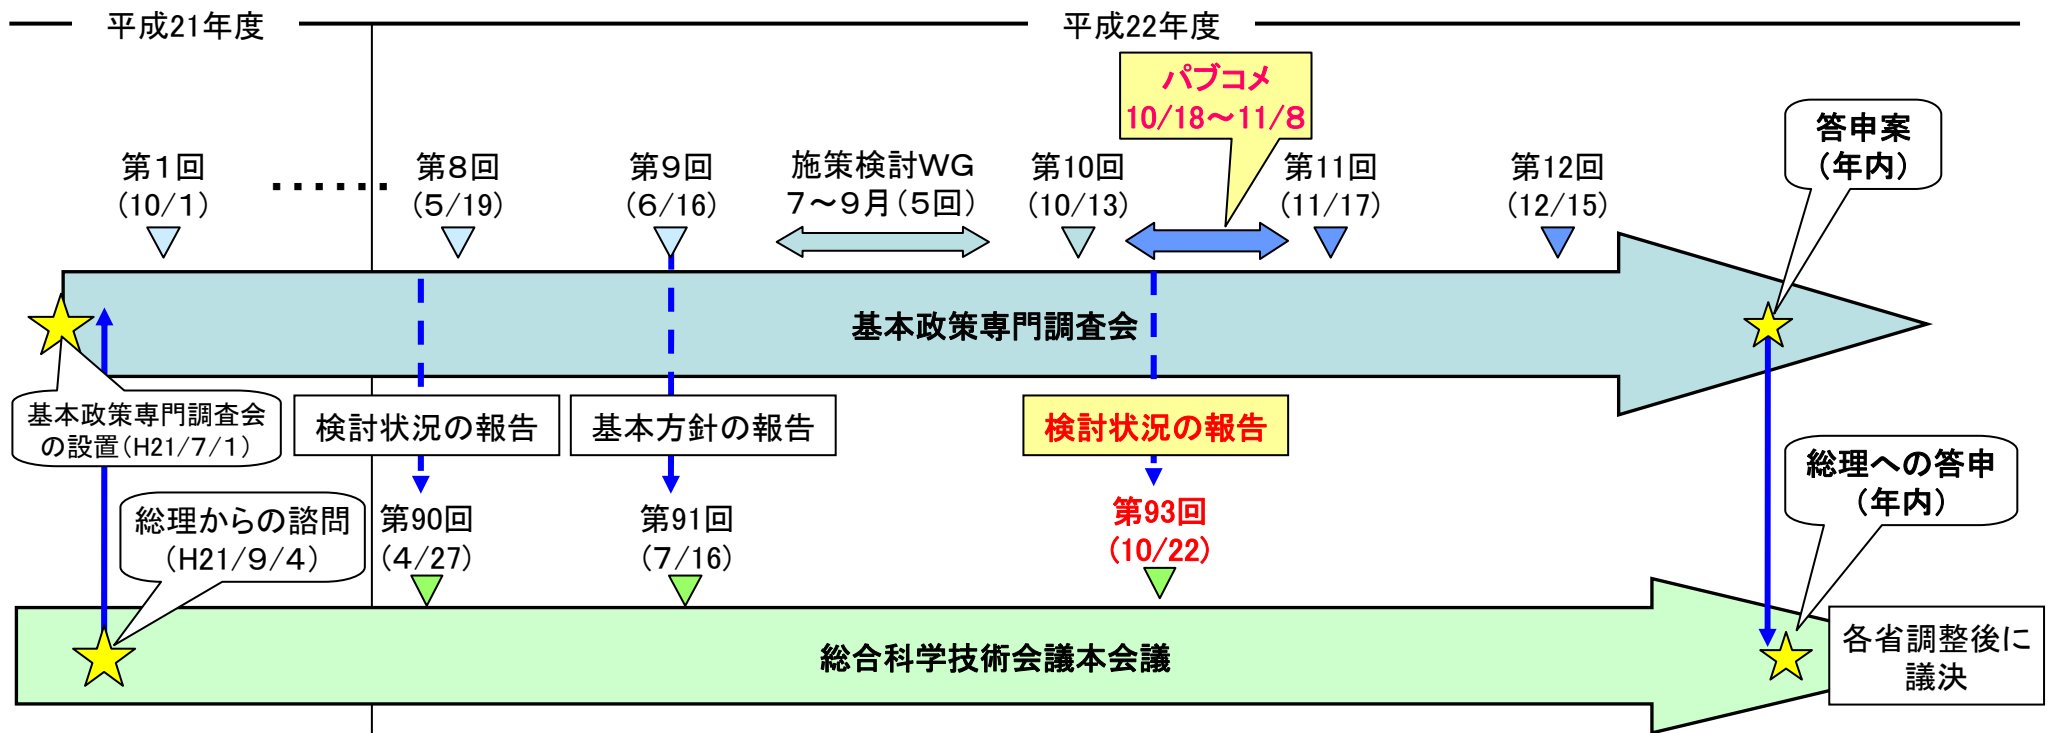 平成21年度
平成22年度
パブコメ
10/18～11/8
答申案
(年内)
第1回
(10/1)
……
第8回
(5/19)
第9回
(6/16)
施策検討WG
7～9月(5回)
第10回
(10/13)
第11回
(11/17)
第12回
(12/15)
基本政策専門調査会
基本政策専門調査会
の設置(H21/7/1)
検討状況の報告
基本方針の報告
検討状況の報告
総理への答申
(年内)
総理からの諮問
(H21/9/4)
第90回
(4/27)
第91回
(7/16)
第93回
(10/22)
総合科学技術会議本会議
各省調整後に
議決